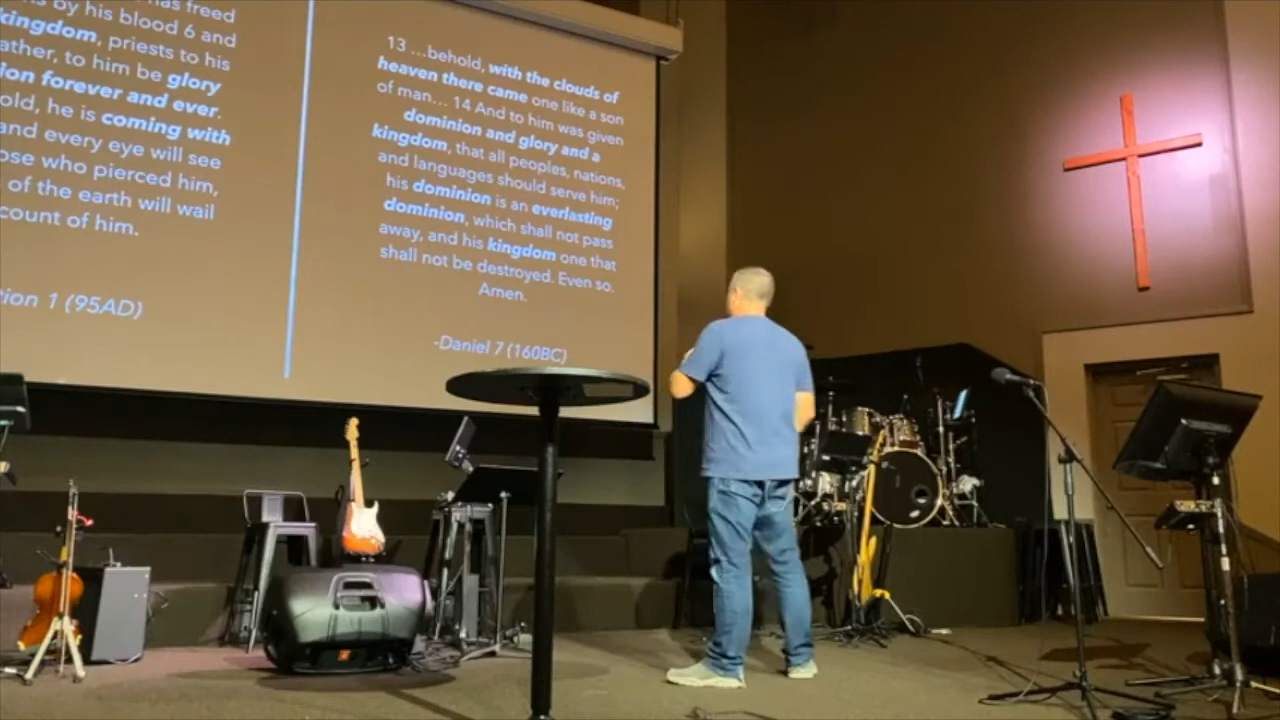 has freed
s by his blood 6 and
kingdom, priests to his
ather, to him be glory
ion forever and ever.
old, he is coming with
and every eye will see
ose who pierced him,
of the earth will wail
count of him.
tion 1 (95AD)
13 ...behold, with the clouds of
heaven there came one like a son
of man... 14 And to him was given
dominion and glory and a
kingdom, that all peoples, nations,
and languages should serve him;
his dominion is an everlasting
dominion, which shall not pass
away, and his kingdom one that
shall not be destroyed. Even so.
Amen.
-Daniel 7 (160BC)